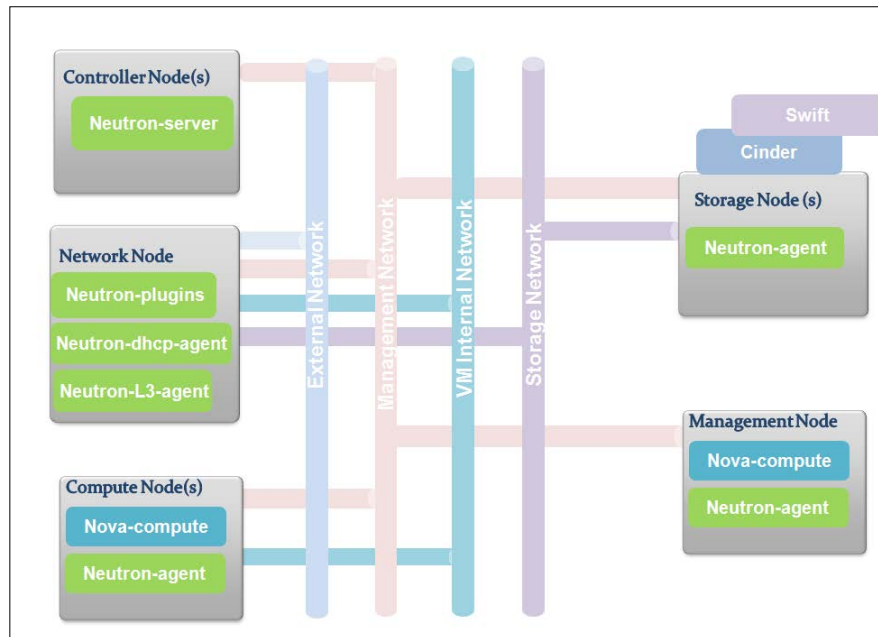 Controller Node(s)
Neutron-server
Network Node
Neutron-plugins
Neutron-dhcp-agent
Neutron-L3-agent
Compute Node(s)
Nova-compute
Neutron-agent
External Network
Management Network
VM Internal Network
Storage Network
Swift
Cinder
Storage Node (s)
Neutron-agent
Management Node
Nova-compute
Neutron-agent